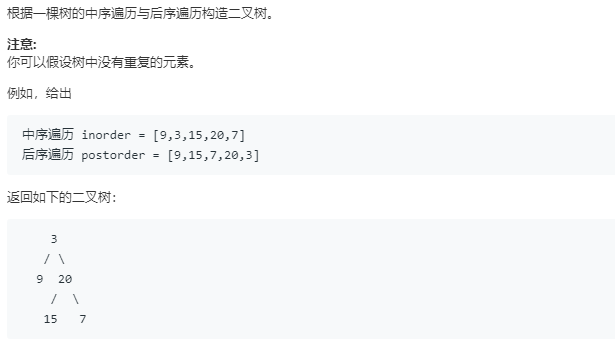 根据一棵树的中序遍历与后序遍历构造二叉树。
注意:
你可以假设树中没有重复的元素。
例如，给出
中序遍历 inorder = [9,3,15,20,7]
后序遍历 postorder = [9,15,7,20,3]
返回如下的二叉树：
3
/ \
9 20
/ \
15 7